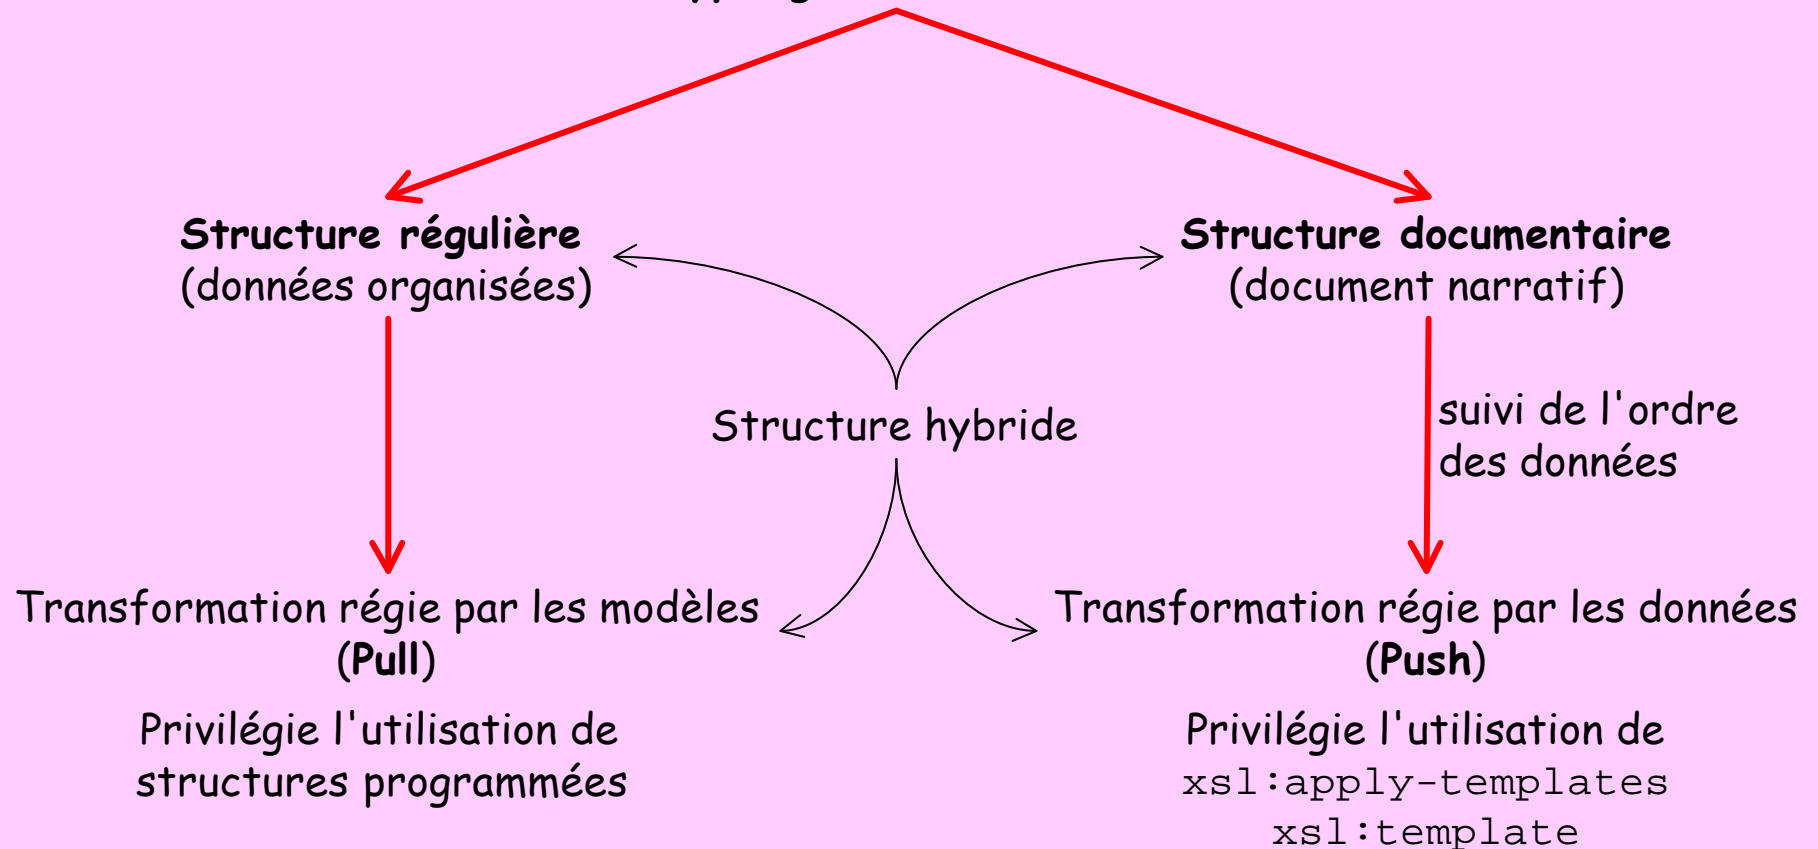 Structure régulière
(données organisées)
Structure documentaire
(document narratif)
Structure hybride
suivi de l'ordre
des données
Transformation régie par les modèles
(Pull)
Privilégie l'utilisation de
structures programmées
Transformation régie par les données
(Push)
Privilégie l'utilisation de
xsl:apply-templates
xsl:template